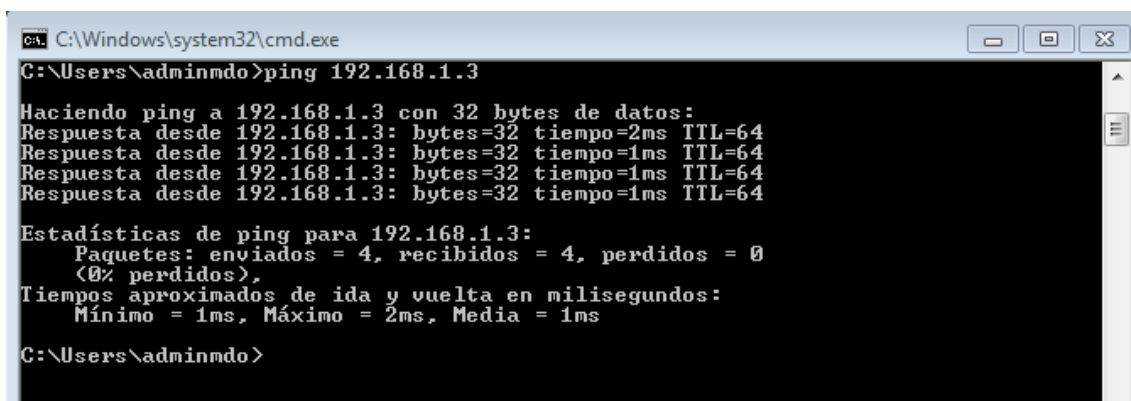 C:\Windows\system32\cmd.exe
C:\Users\adminmdo>ping 192.168.1.3
Haciendo ping a 192.168.1.3 con 32 bytes de datos:
Respuesta desde 192.168.1.3: bytes=32 tiempo=2ms TTL=64
Respuesta desde 192.168.1.3: bytes=32 tiempo=1ms TTL=64
Respuesta desde 192.168.1.3: bytes=32 tiempo=1ms TTL=64
Respuesta desde 192.168.1.3: bytes=32 tiempo=1ms TTL=64
Estadísticas de ping para 192.168.1.3:
Paquetes: enviados = 4, recibidos = 4, perdidos = 0
(0% perdidos),
Tiempos aproximados de ida y vuelta en milisegundos:
Mínimo = 1ms, Máximo = 2ms, Media = 1ms
C:\Users\adminmdo>